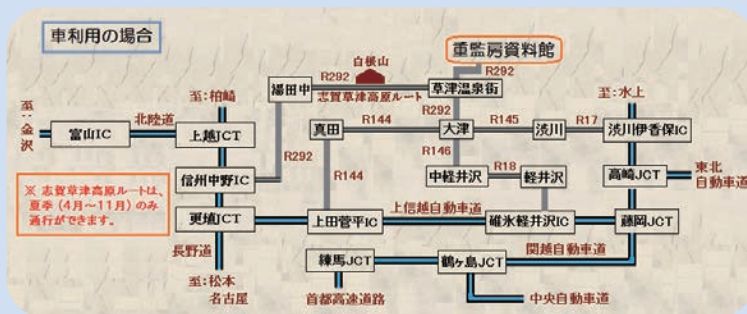 車利用の場合
重監房資料館
R292
白根山
湯田中
R292
草津温泉街
志賀草津高原ルート
至:柏崎
至:水上
至:金沢
北陸道
R292
富山IC
上越JCT
真田
R144
大津
R145
渋川
R17
渋川伊香保IC
R292
R146
信州中野IC
R144
中軽井沢
R18
軽井沢
高崎JCT
東北
自動車道
※ 志賀草津高原ルートは、
夏季(4月~11月)のみ
通行ができます。
更埴JCT
上田菅平IC
上信越自動車道
碓氷軽井沢IC
藤岡JCT
長野道
関越自動車道
練馬JCT
鶴ヶ島JCT
至:松本
名古屋
首都高速道路
中央自動車道